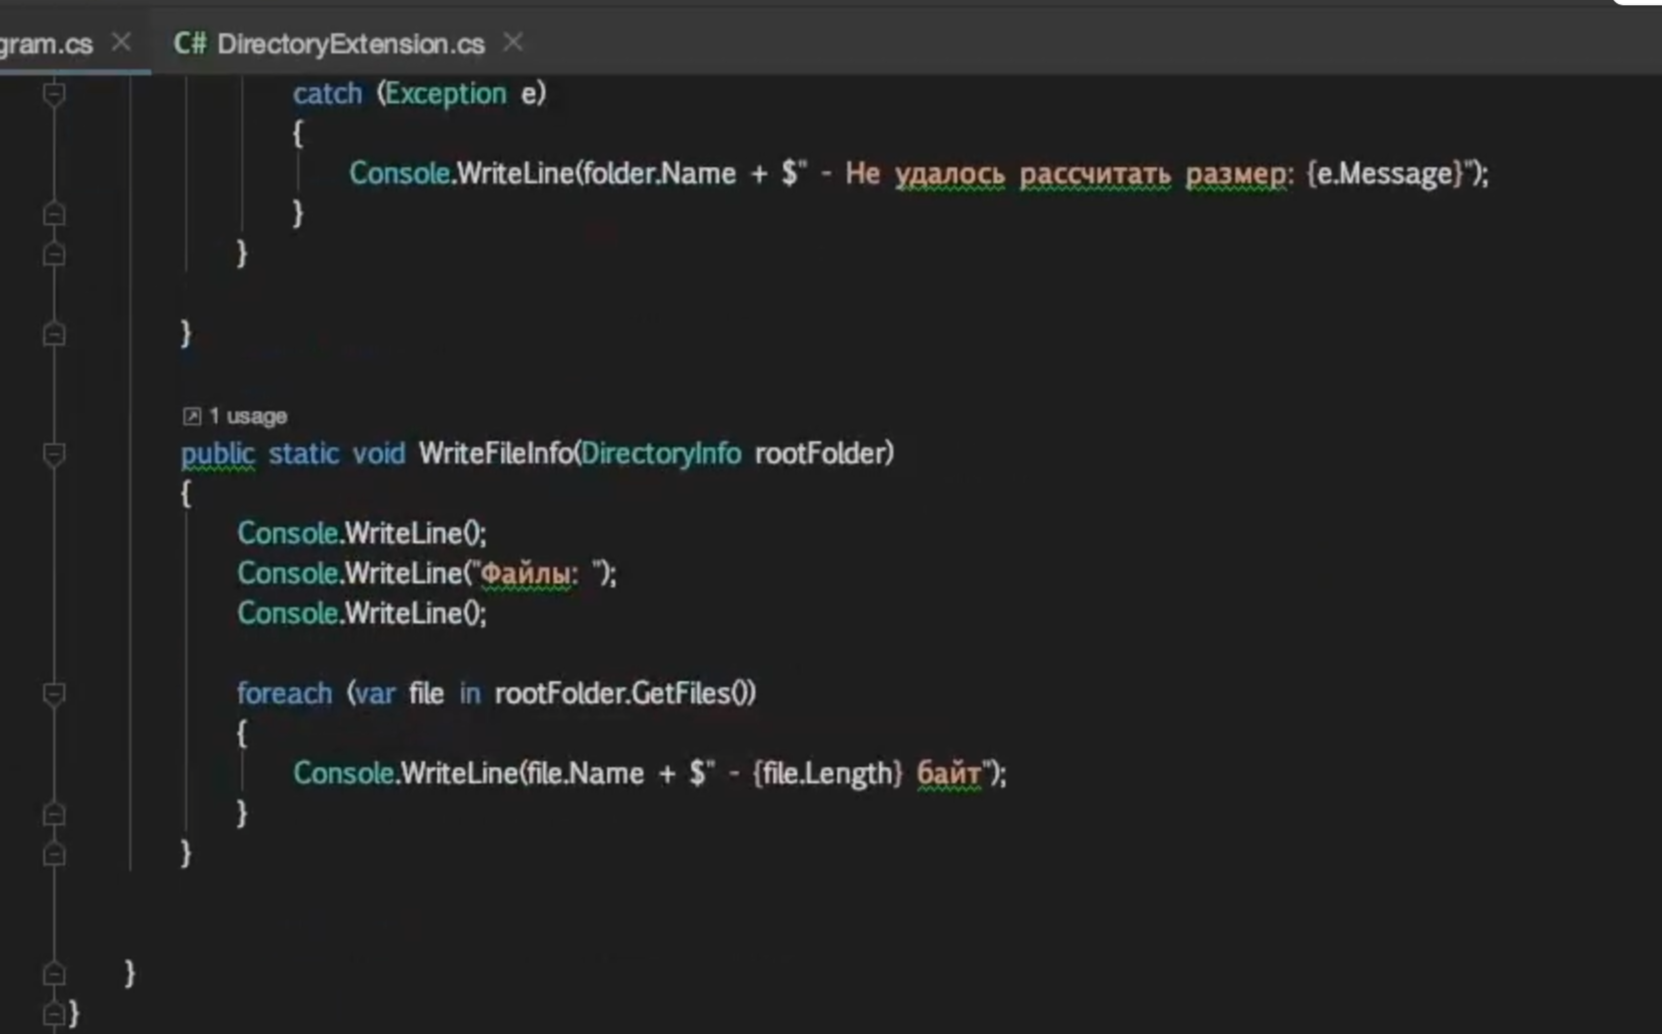 gram.cs × C# DirectoryExtension.cs ×
catch (Exception e)
{
Console.WriteLine(folder.Name + $" - Не удалось рассчитать размер: {e.Message}");
}
}
}
1 usage
public static void WriteFileInfo(DirectoryInfo rootFolder)
{
Console.WriteLine();
Console.WriteLine("Файлы: ");
Console.WriteLine();
foreach (var file in rootFolder.GetFiles())
{
Console.WriteLine(file.Name + $" - {file.Length} байт");
}
}
}
}